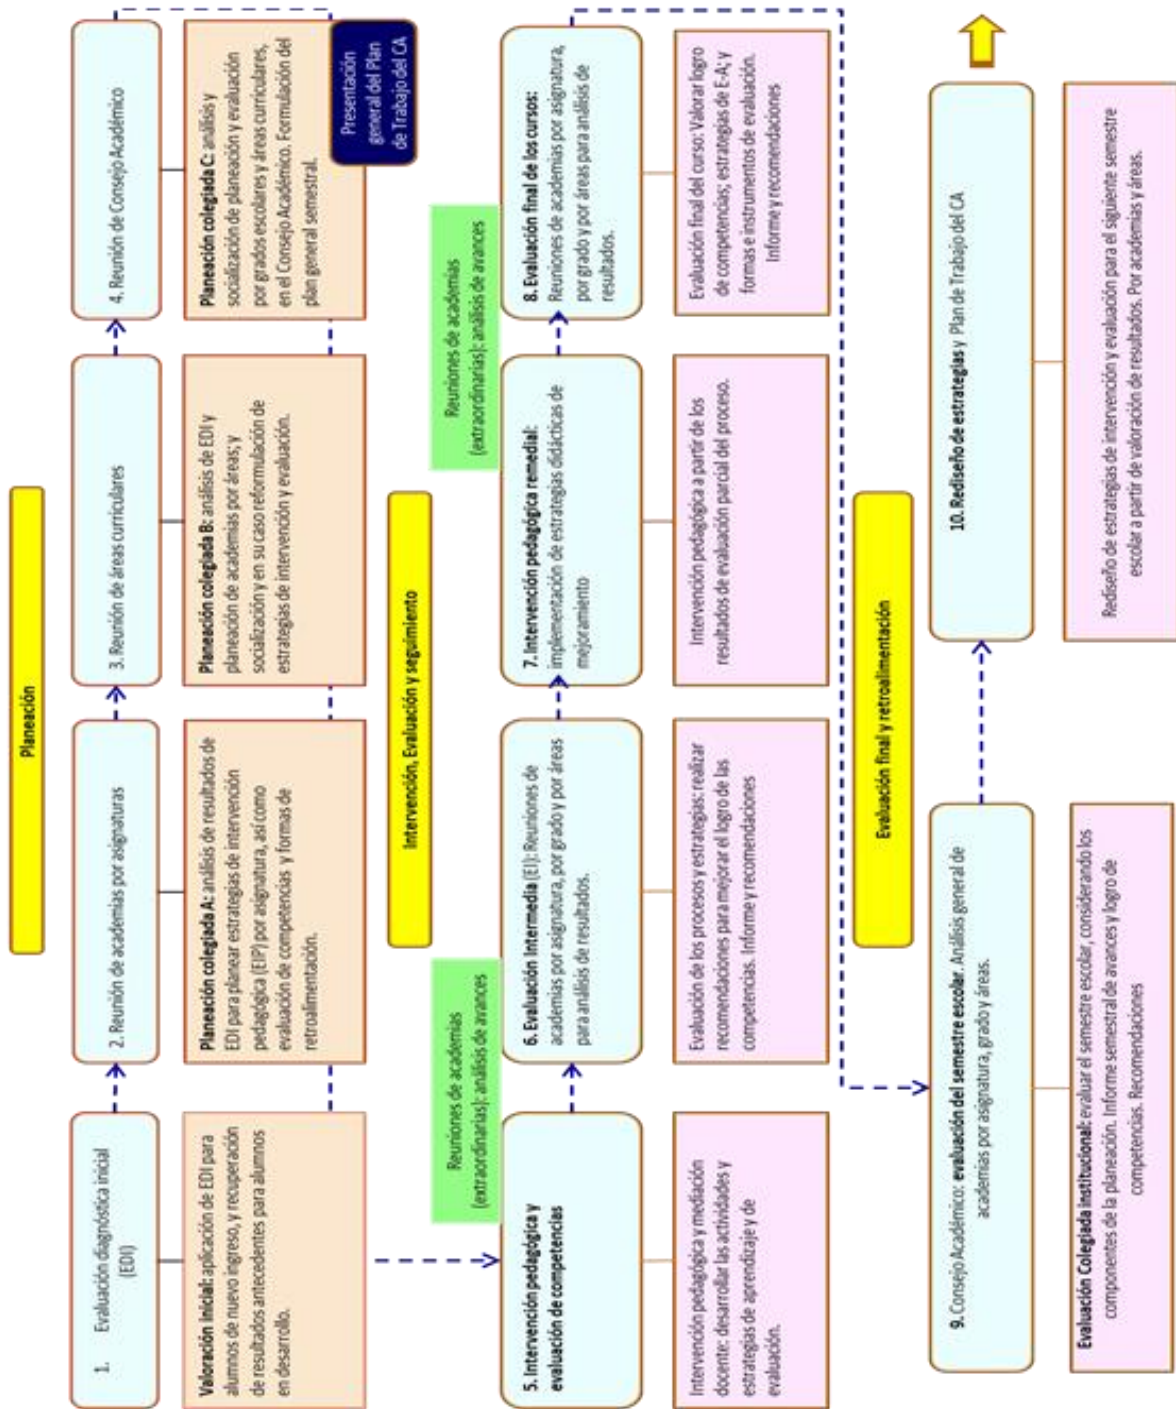 Planeación
1. Evaluación diagnóstica inicial
(EDI)
Valoración inicial: aplicación de EDI para
alumnos de nuevo ingreso, y recuperación
de resultados antecedentes para alumnos
en desarrollo.
2. Reunión de academias por asignaturas
Planeación colegiada A: análisis de resultados de
EDI para planear estrategias de intervención
pedagógica (EIP) por asignatura, así como
evaluación de competencias y formas de
retroalimentación.
3. Reunión de áreas curriculares
Planeación colegiada B: análisis de EDI y
planeación de academias por áreas; y
socialización y en su caso reformulación de
estrategias de intervención y evaluación.
4. Reunión de Consejo Académico
Planeación colegiada C: análisis y
socialización de planeación y evaluación
por grados escolares y áreas curriculares,
en el Consejo Académico. Formulación del
plan general semestral.
Presentación
general del Plan
de Trabajo del CA
Intervención, Evaluación y seguimiento
Reuniones de academias
(extraordinarias): análisis de avances
Reuniones de academias
(extraordinarias): análisis de avances
5. Intervención pedagógica y
evaluación de competencias
Intervención pedagógica y mediación
docente: desarrollar las actividades y
estrategias de aprendizaje y de
evaluación.
6. Evaluación Intermedia (EI): Reuniones de
academias por asignatura, por grado y por áreas
para análisis de resultados.
Evaluación de los procesos y estrategias: realizar
recomendaciones para mejorar el logro de las
competencias. Informe y recomendaciones
7. Intervención pedagógica remedial:
implementación de estrategias didácticas de
mejoramiento
Intervención pedagógica a partir de los
resultados de evaluación parcial del proceso.
8. Evaluación final de los cursos:
Reuniones de academias por asignatura,
por grado y por áreas para análisis de
resultados.
Evaluación final del curso: Valorar logro
de competencias; estrategias de E-A; y
formas e instrumentos de evaluación.
Informe y recomendaciones
Evaluación final y retroalimentación
9. Consejo Académico: evaluación del semestre escolar. Análisis general de
academias por asignatura, grado y áreas.
Evaluación Colegiada institucional: evaluar el semestre escolar, considerando los
componentes de la planeación. Informe semestral de avances y logro de
competencias. Recomendaciones
10. Rediseño de estrategias y Plan de Trabajo del CA
Rediseño de estrategias de intervención y evaluación para el siguiente semestre
escolar a partir de valoración de resultados. Por academias y áreas.